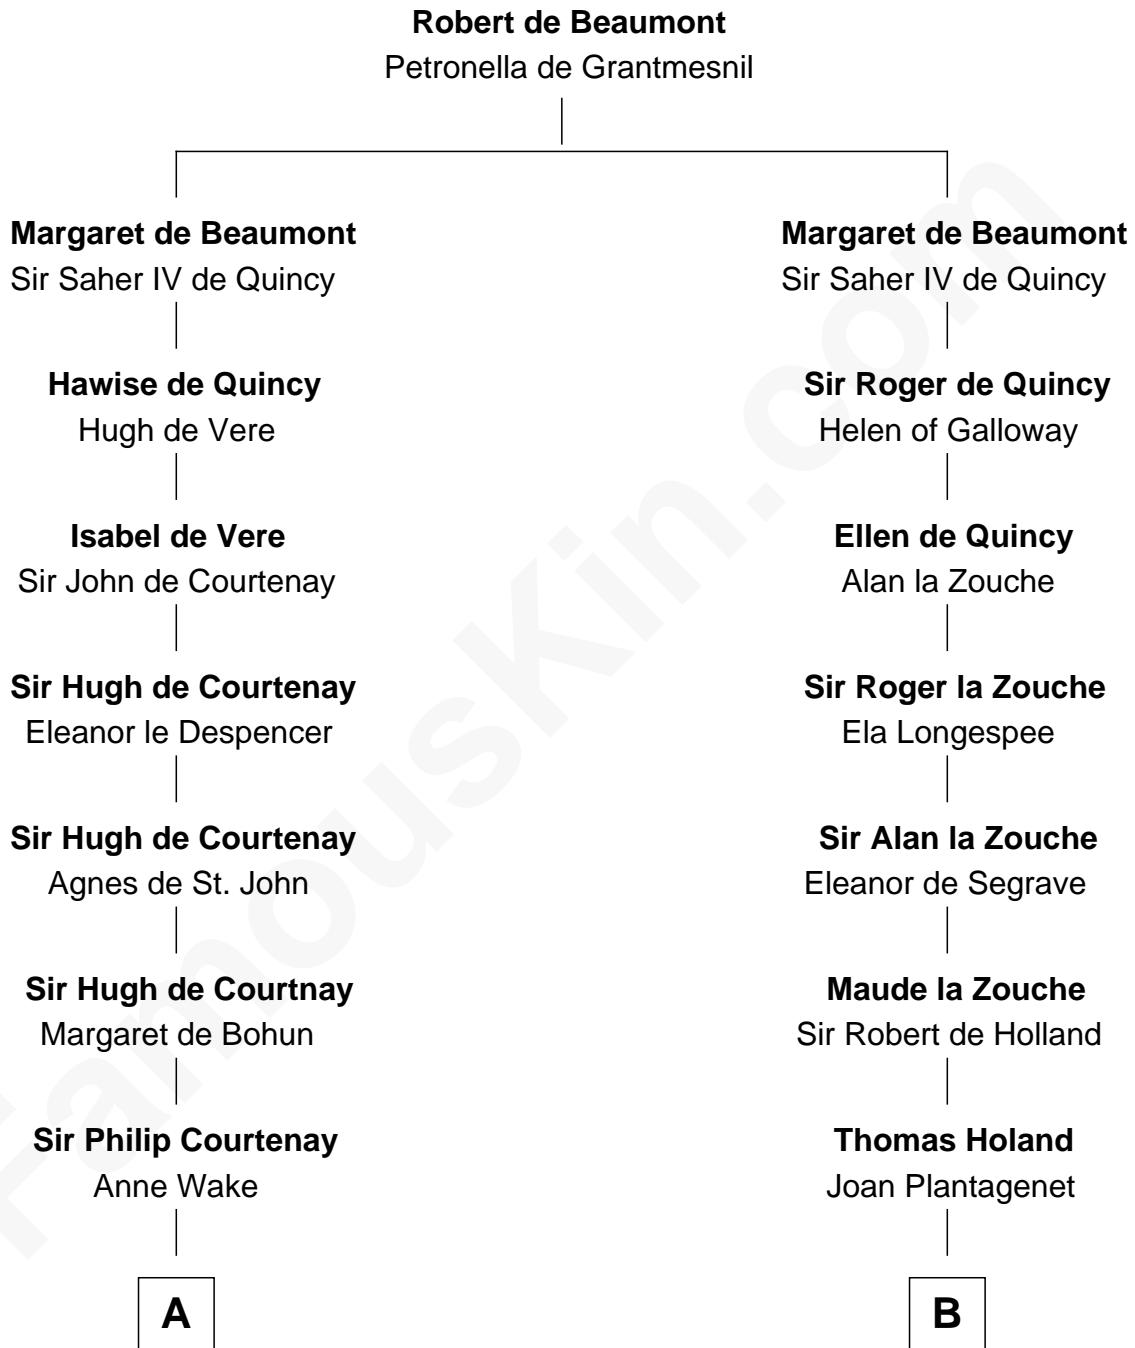 Robert de Beaumont
Petronella de Grantmesnil
Margaret de Beaumont
Sir Saher IV de Quincy
Margaret de Beaumont
Sir Saher IV de Quincy
Hawise de Quincy
Hugh de Vere
Sir Roger de Quincy
Helen of Galloway
Isabel de Vere
Sir John de Courtenay
Ellen de Quincy
Alan la Zouche
Sir Hugh de Courtenay
Eleanor le Despencer
Sir Roger la Zouche
Ela Longespee
Sir Hugh de Courtenay
Agnes de St. John
Sir Alan la Zouche
Eleanor de Segrave
Sir Hugh de Courtnay
Margaret de Bohun
Maude la Zouche
Sir Robert de Holland
Sir Philip Courtenay
Anne Wake
Thomas Holand
Joan Plantagenet
A
B
FamousKin.com